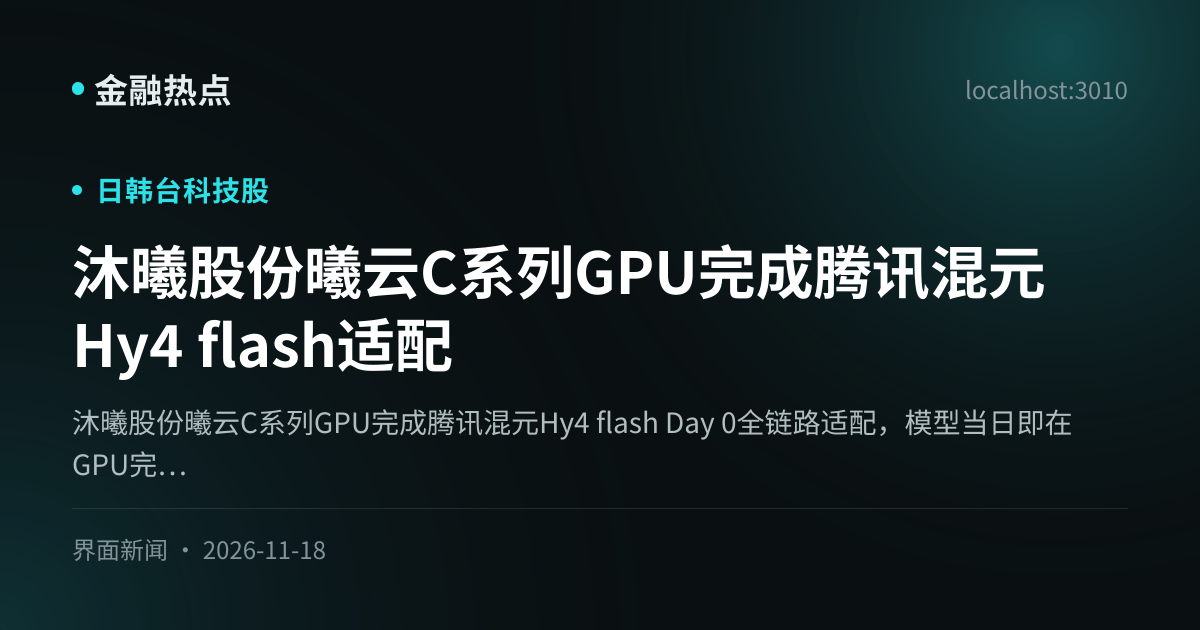 金融热点
localhost:3010
日韩台科技股
沐曦股份曦云C系列GPU完成腾讯混元
Hy4 flash适配
沐曦股份曦云C系列GPU完成腾讯混元Hy4 flash Day 0全链路适配，模型当日即在
GPU完…
界面新闻 · 2026-11-18